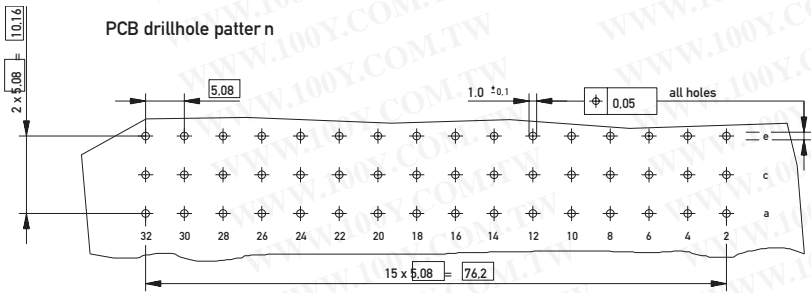 PCB drillhole patter n
2 x 5,08 = 10,16
5,08
1.0 ±0.1
⌖ 0,05
all holes
e
c
a
32 30 28 26 24 22 20 18 16 14 12 10 8 6 4 2
15 x 5,08 = 76,2
WWW.100Y.COM.TW